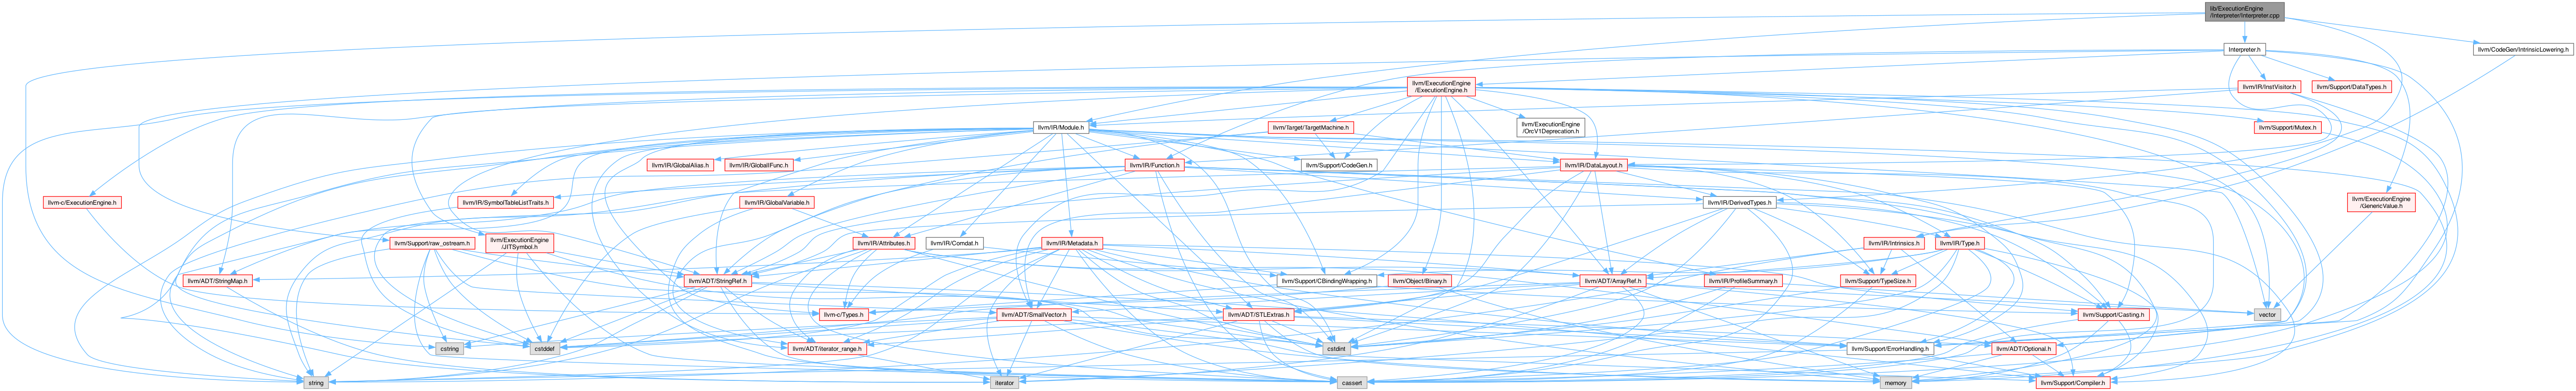 lib/ExecutionEngine
/Interpreter/Interpreter.cpp
Interpreter.h
llvm/CodeGen/IntrinsicLowering.h
llvm/ExecutionEngine
/ExecutionEngine.h
llvm/IR/InstVisitor.h
llvm/Support/DataTypes.h
llvm/IR/Module.h
llvm/Target/TargetMachine.h
llvm/ExecutionEngine
/OrcV1Deprecation.h
llvm/Support/Mutex.h
llvm/IR/GlobalAlias.h
llvm/IR/GlobalIFunc.h
llvm/IR/Function.h
llvm/Support/CodeGen.h
llvm/IR/DataLayout.h
llvm-c/ExecutionEngine.h
llvm/IR/SymbolTableListTraits.h
llvm/IR/GlobalVariable.h
llvm/IR/DerivedTypes.h
llvm/ExecutionEngine
/GenericValue.h
llvm/Support/raw_ostream.h
llvm/ExecutionEngine
/JITSymbol.h
llvm/IR/Attributes.h
llvm/IR/Comdat.h
llvm/IR/Metadata.h
llvm/IR/Intrinsics.h
llvm/IR/Type.h
llvm/ADT/StringMap.h
llvm/ADT/StringRef.h
llvm/Support/CBindingWrapping.h
llvm/Object/Binary.h
llvm/ADT/ArrayRef.h
llvm/IR/ProfileSummary.h
llvm/Support/TypeSize.h
llvm-c/Types.h
llvm/ADT/SmallVector.h
llvm/ADT/STLExtras.h
llvm/Support/Casting.h
vector
cstring
cstddef
llvm/ADT/iterator_range.h
cstdint
llvm/Support/ErrorHandling.h
llvm/ADT/Optional.h
string
iterator
cassert
memory
llvm/Support/Compiler.h